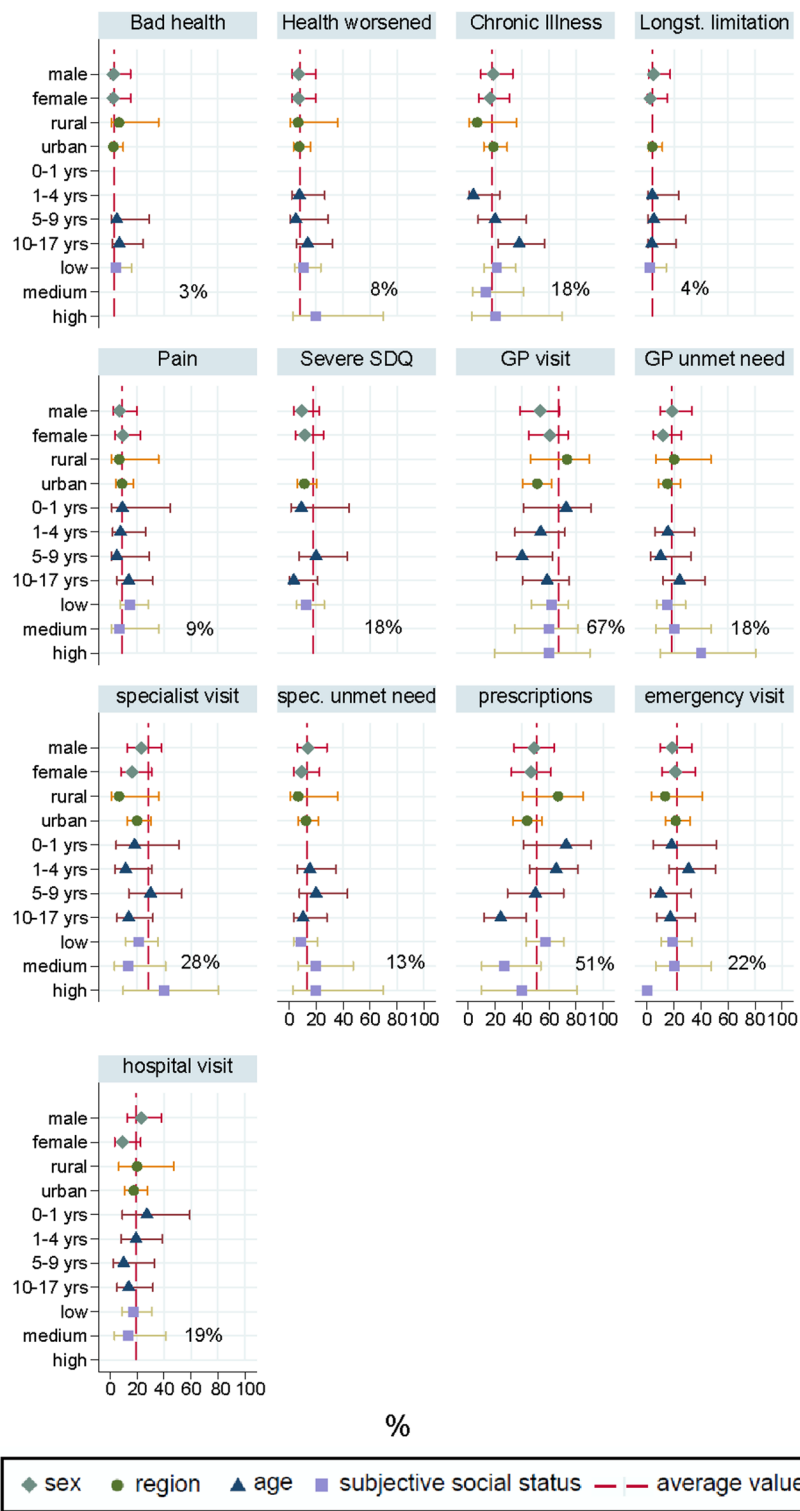 Bad health Health worsened Chronic Illness Longst. limitation
male
female
rural
urban
0-1 yrs
1-4 yrs
5-9 yrs
10-17 yrs
low
medium 3% 8% 18% 4%
high
Pain Severe SDQ GP visit GP unmet need
male
female
rural
urban
0-1 yrs
1-4 yrs
5-9 yrs
10-17 yrs
low
medium 9% 18% 67% 18%
high
specialist visit spec. unmet need prescriptions emergency visit
male
female
rural
urban
0-1 yrs
1-4 yrs
5-9 yrs
10-17 yrs
low
medium 28% 13% 51% 22%
high
0 20 40 60 80 100 0 20 40 60 80 100 0 20 40 60 80 100
hospital visit
male
female
rural
urban
0-1 yrs
1-4 yrs
5-9 yrs
10-17 yrs
low
medium 19%
high
0 20 40 60 80 100
%
sex region age subjective social status average value